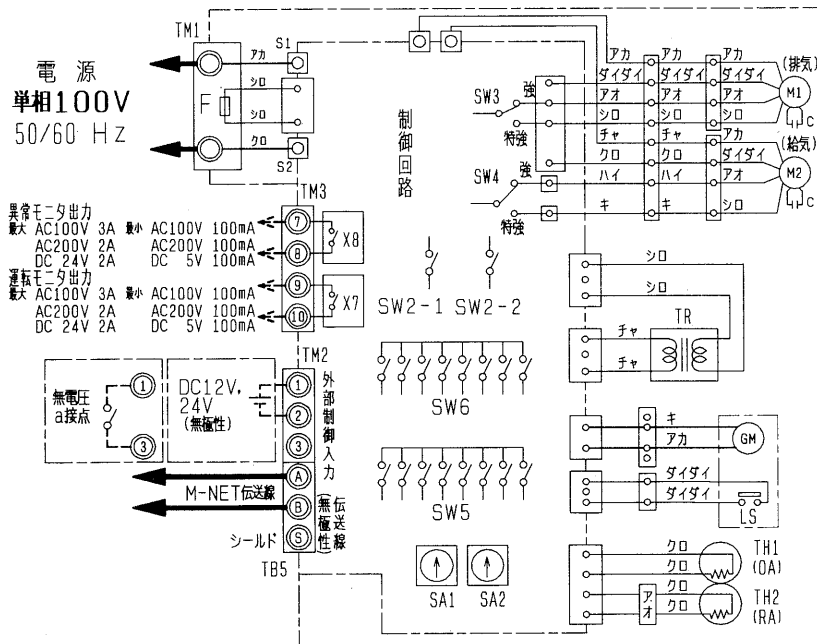 電源
単相100V
50/60 Hz
TM1
アカ
S1
シロ
F
シロ
クロ
S2
TM3
異常モニタ出力
最大 AC100V 3A 最小 AC100V 100mA
AC200V 2A AC200V 100mA
DC 24V 2A DC 5V 100mA
運転モニタ出力
最大 AC100V 3A 最小 AC100V 100mA
AC200V 2A AC200V 100mA
DC 24V 2A DC 5V 100mA
7
8
9
10
X8
X7
TM2
無電圧
a接点
1
3
DC12V,
24V
(無極性)
1
2
3
A
B
S
外部制御入力
M-NET伝送線
シールド
伝送線
(無極性)
TB5
制御回路
SW3
強
特強
SW4
強
特強
アカ アカ アカ
ダイダイ ダイダイ ダイダイ
アオ アオ アオ
シロ シロ シロ
チャ チャ アカ
クロ クロ ダイダイ
ハイ ハイ アオ
キ キ シロ
(排気)
M1
C
(給気)
M2
C
SW2-1 SW2-2
SW6
SW5
SA1 SA2
シロ
シロ
TR
チャ
チャ
キ
アカ
GM
ダイダイ
ダイダイ
LS
クロ
クロ
TH1
(OA)
クロ
アオ
クロ
TH2
(RA)